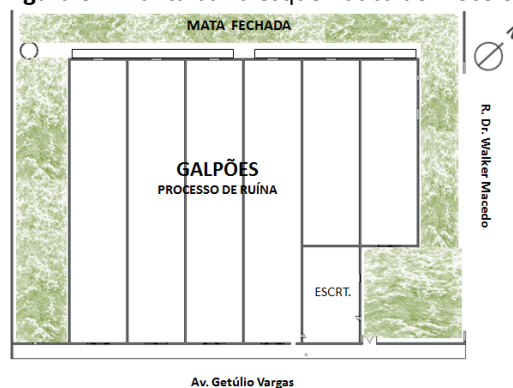 MATA FECHADA
GALPÕES
PROCESSO DE RUÍNA
R. Dr. Walker Macedo
ESCRT.
Av. Getúlio Vargas